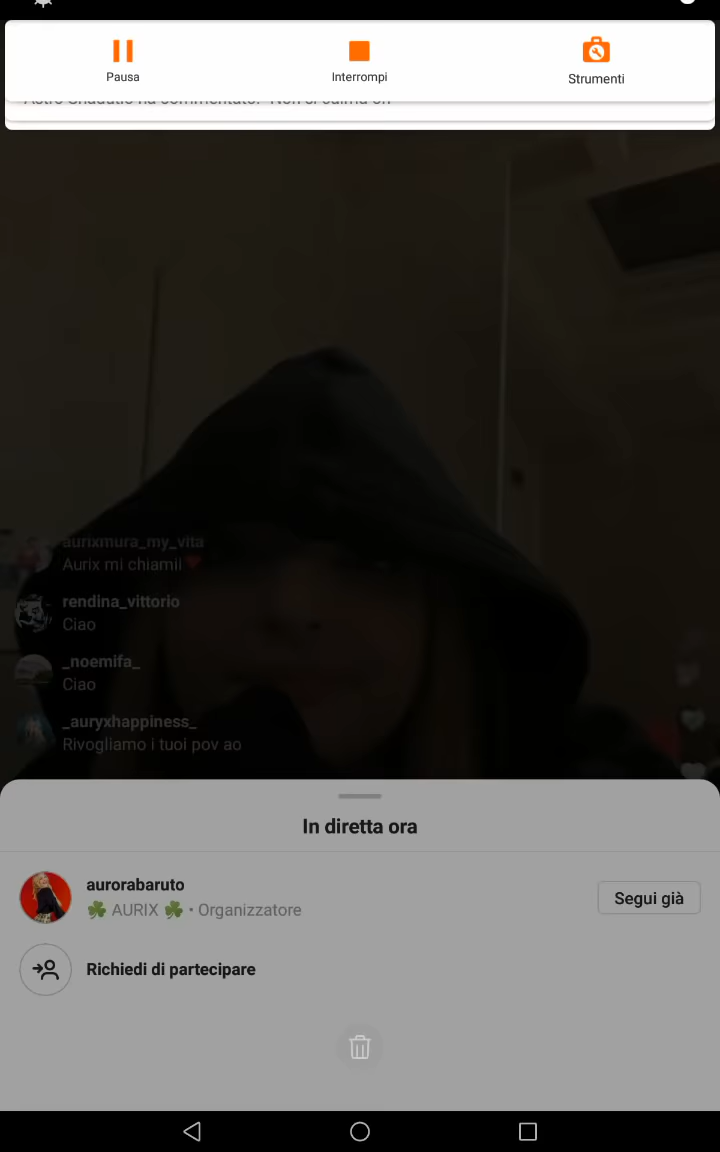 Pausa
Interrompi
Strumenti
aurixmura_my_vita
Aurix mi chiamii
rendina_vittorio
Ciao
_noemifa_
Ciao
_auryxhappiness_
Rivogliamo i tuoi pov ao
In diretta ora
aurorabaruto
☘️ AURIX ☘️ • Organizzatore
Segui già
Richiedi di partecipare